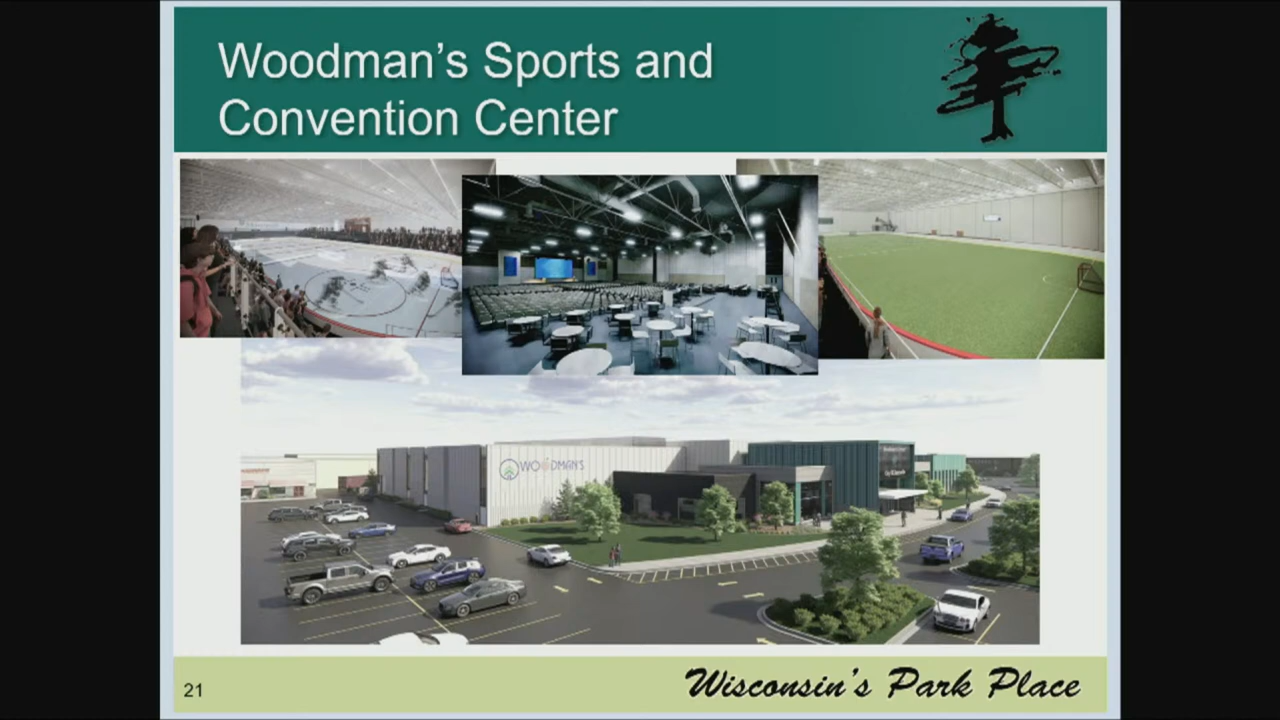 Woodman's Sports and
Convention Center
WOODMAN'S
21
Wisconsin's Park Place